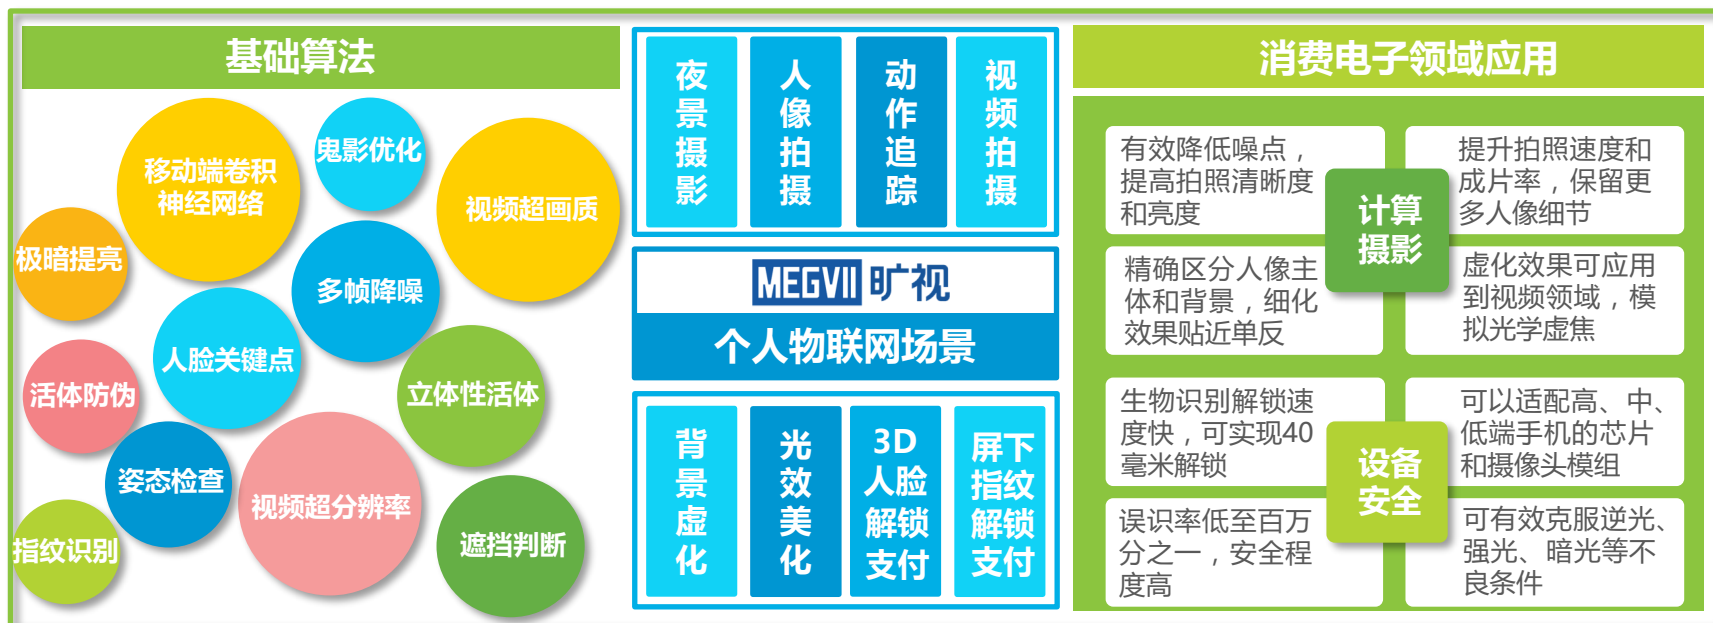 基础算法
移动端卷积
神经网络
鬼影优化
视频超画质
极暗提亮
多帧降噪
人脸关键点
活体防伪
立体性活体
姿态检查
视频超分辨率
指纹识别
遮挡判断
夜景摄影
人像拍摄
动作追踪
视频拍摄
MEGVII 旷视
个人物联网场景
背景虚化
光效美化
3D
人脸
解锁
支付
屏下
指纹
解锁
支付
消费电子领域应用
有效降低噪点，
提高拍照清晰度
和亮度
提升拍照速度和
成片率，保留更
多人像细节
计算
摄影
精确区分人像主
体和背景，细化
效果贴近单反
虚化效果可应用
到视频领域，模
拟光学虚焦
生物识别解锁速
度快，可实现40
毫米解锁
可以适配高、中、
低端手机的芯片
和摄像头模组
设备
安全
误识率低至百万
分之一，安全程
度高
可有效克服逆光、
强光、暗光等不
良条件